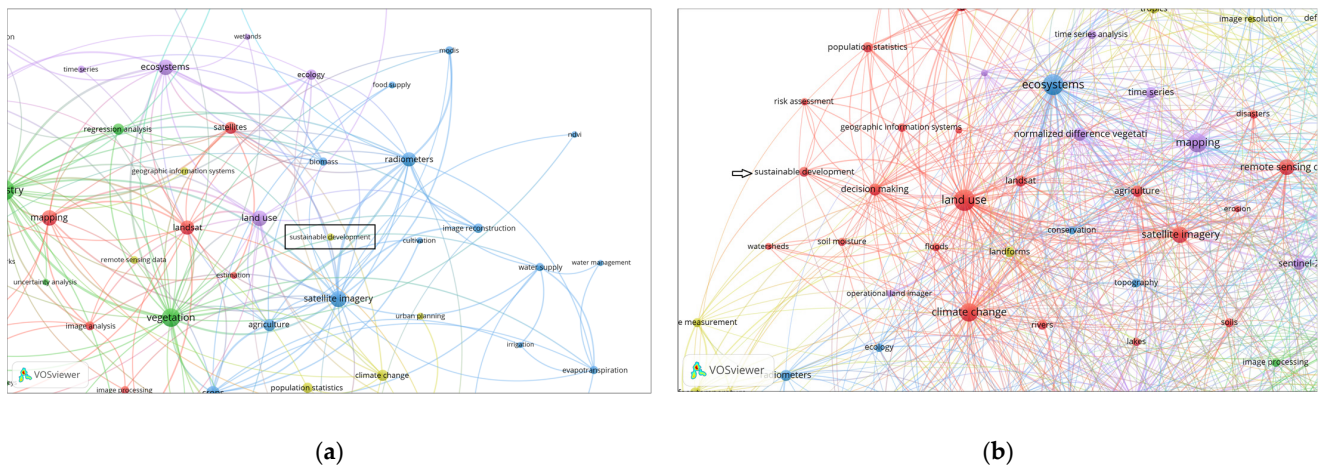 wetlands
modis
time series
ecosystems
ecology
food supply
regression analysis
satellites
ndvi
biomass
radiometers
geographic information systems
stry
mapping
landsat
land use
image reconstruction
sustainable development
cultivation
remote sensing data
water supply
water management
rks
uncertainty analysis
estimation
satellite imagery
vegetation
agriculture
urban planning
image analysis
irrigation
VOSviewer
image processing
crops
population statistics
climate change
evapotranspiration
(a)
tropics
image resolution
def
population statistics
time series analysis
ecosystems
time series
risk assessment
disasters
geographic information systems
normalized difference vegetati
mapping
sustainable development
remote sensing d
decision making
landsat
agriculture
land use
erosion
conservation
satellite imagery
watersheds
soil moisture
floods
landforms
sentinel-2
topography
operational land imager
climate change
e measurement
rivers
soils
ecology
lakes
image processing
VOSviewer
diometers
(b)